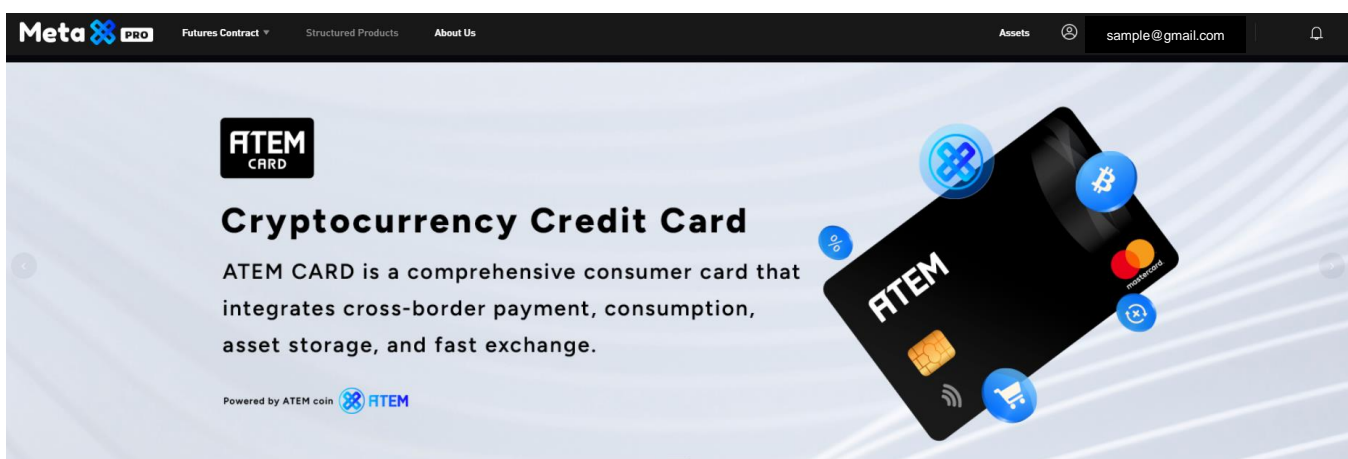 Meta PRO
Futures Contract Structured Products About Us Assets sample@gmail.com
ATEM
CARD
Cryptocurrency Credit Card
ATEM CARD is a comprehensive consumer card that
integrates cross-border payment, consumption,
asset storage, and fast exchange.
Powered by ATEM coin ATEM
%
ATEM
mastercard.